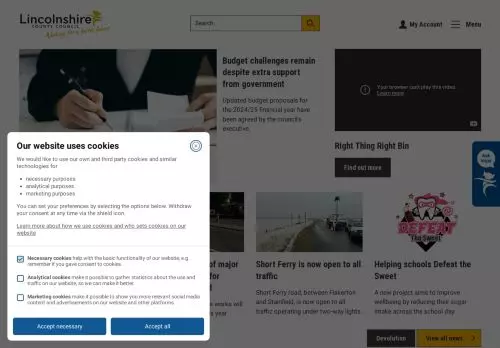 Lincolnshire
COUNTY COUNCIL
Working for a better future
Search
My Account
Menu
Budget challenges remain
despite extra support
from government
Updated budget proposals for
the 2024/25 financial year have
been agreed by the council's
executive.
Your browser can't play this video.
Learn more
Right Thing Right Bin
Find out more
Ask
me!
Our website uses cookies
We would like to use our own and third party cookies and similar
technologies for:
necessary purposes
analytical purposes
marketing purposes
You can set your preferences by selecting the options below. Withdraw
your consent at any time via the shield icon.
Learn more about how we use cookies and who sets cookies on our
website
Necessary cookies help with the basic functionality of our website, e.g.
remember if you gave consent to cookies.
Analytical cookies make it possible to gather statistics about the use and
traffic on our website, so we can make it better.
Marketing cookies make it possible to show you more relevant social media
content and advertisements on our website and other platforms.
Accept necessary
Accept all
of major
for
works will
a year
Short Ferry is now open to all
traffic
Short Ferry road, between Fiskerton
and Stainfield, is now open to all
traffic operating under two-way lights.
DEFEAT
The Sweet
Helping schools Defeat the
Sweet
A new project aims to improve
wellbeing by reducing their sugar
intake across the school day.
Devolution
View all news